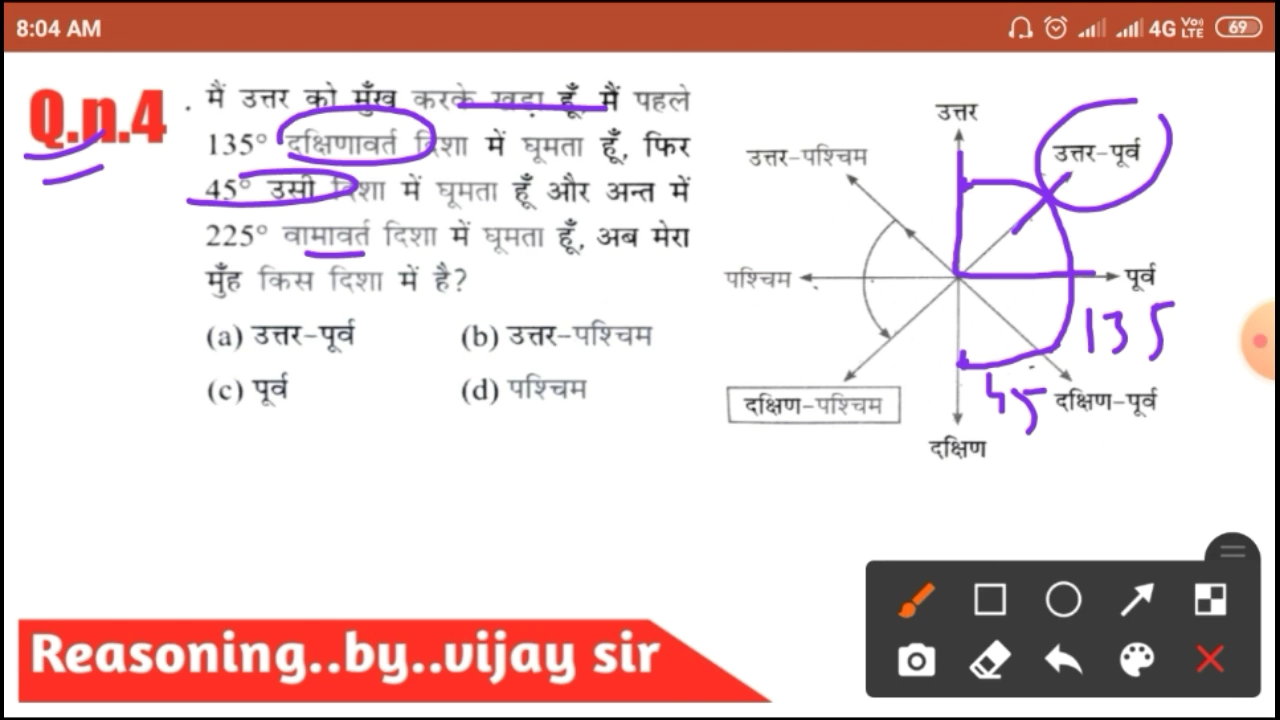 8:04 AM
4G VoLTE 69
Q.n.4
. मैं उत्तर को मुँख करके खड़ा हूँ मैं पहले
135° दक्षिणावर्त दिशा में घूमता हूँ, फिर
45° उसी दिशा में घूमता हूँ और अन्त में
225° वामावर्त दिशा में घूमता हूँ, अब मेरा
मुँह किस दिशा में है?
(a) उत्तर-पूर्व (b) उत्तर-पश्चिम
(c) पूर्व (d) पश्चिम
उत्तर
उत्तर-पश्चिम उत्तर-पूर्व
पश्चिम पूर्व
135
45
दक्षिण-पश्चिम दक्षिण-पूर्व
दक्षिण
Reasoning..by..vijay sir